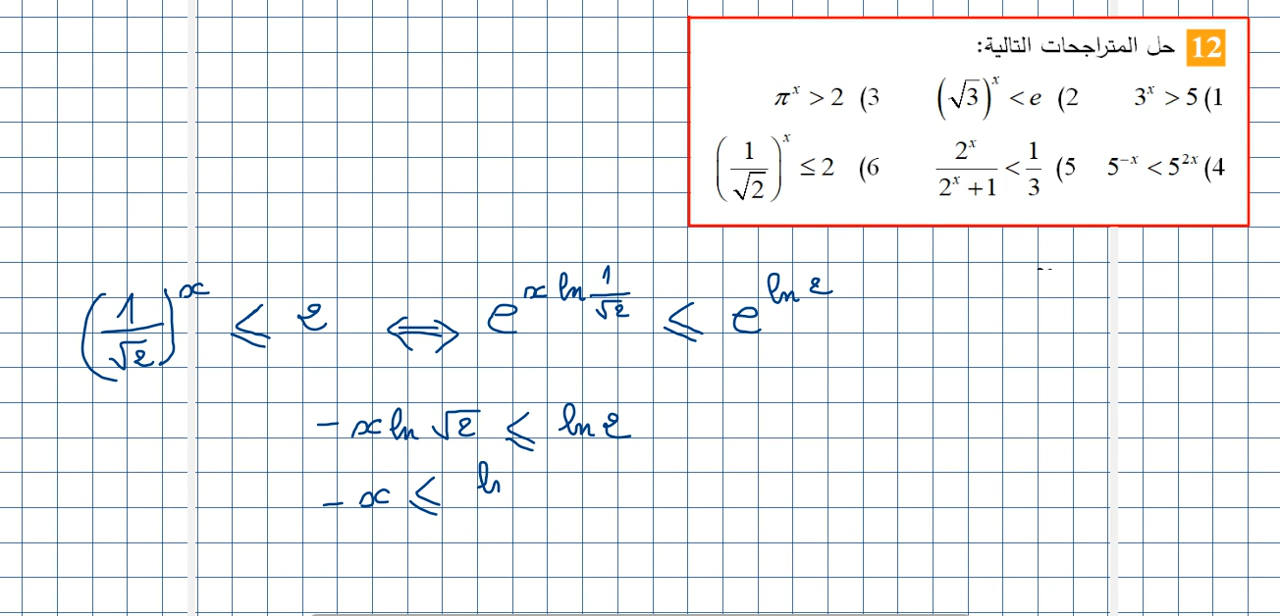 12 حل المتراجحات التالية:
3^x > 5 (1 (√3)^x < e (2 π^x > 2 (3
5^{-x} < 5^{2x} (4 2^x/(2^x + 1) < 1/3 (5 (1/√2)^x ≤ 2 (6
(1/√2)^x ≤ 2 ⟺ e^{x ln 1/√2} ≤ e^{ln 2}
-x ln √2 ≤ ln 2
-x ≤ ln